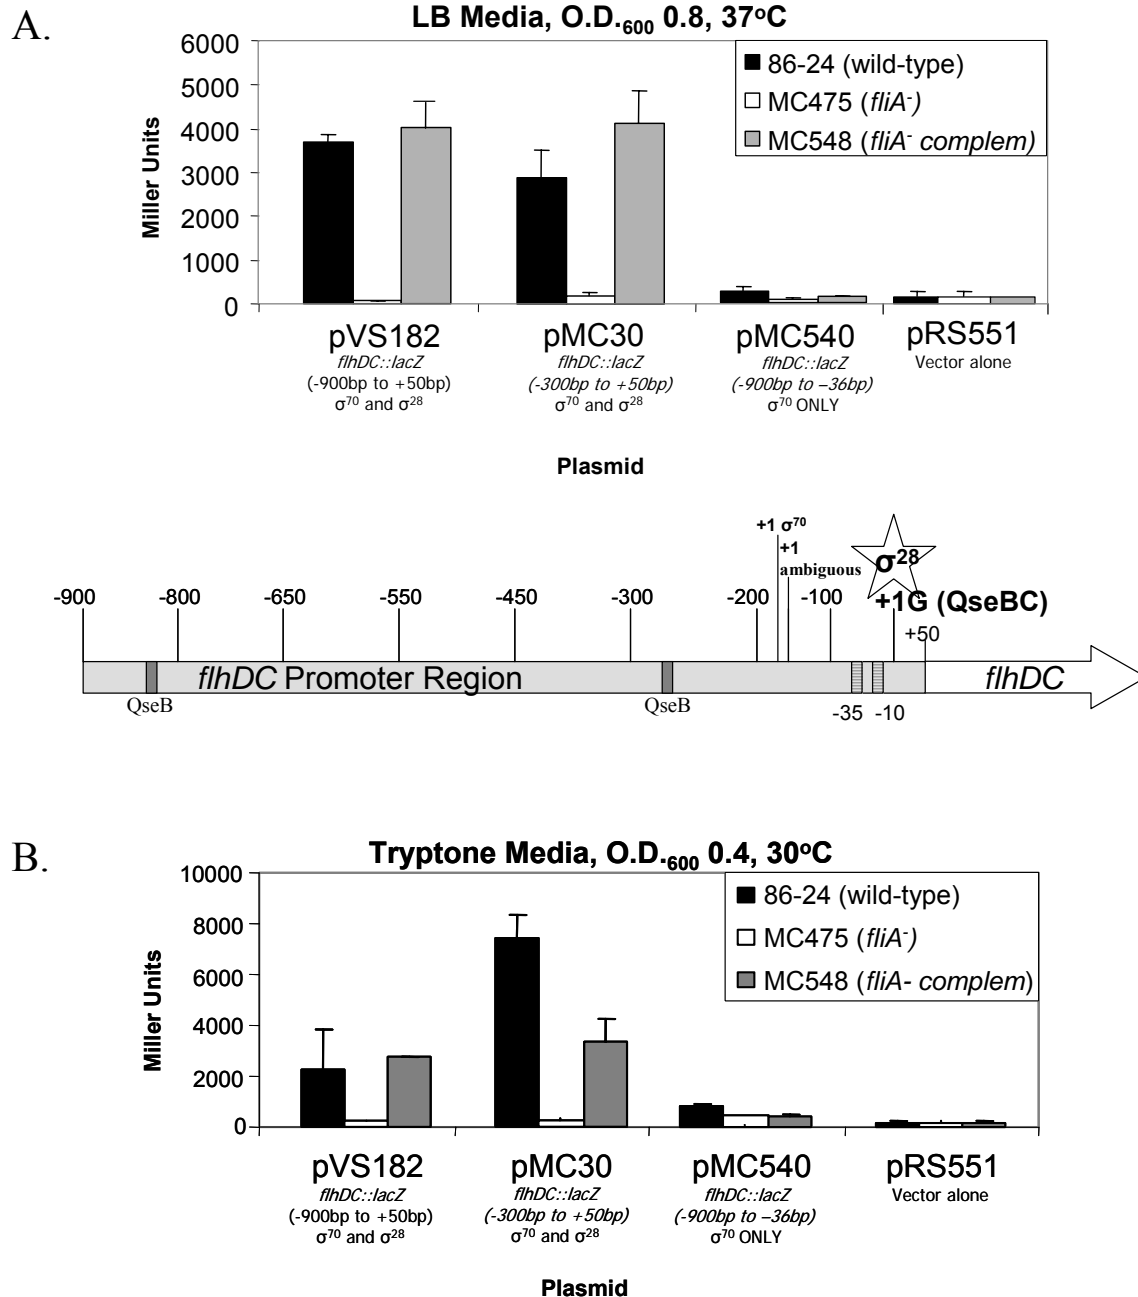 A.
LB Media, O.D.600 0.8, 37oC
6000
5000
4000
3000
2000
1000
0
Miller Units
86-24 (wild-type)
MC475 (fliA-)
MC548 (fliA- complem)
pVS182
flhDC::lacZ
(-900bp to +50bp)
σ70 and σ28
pMC30
flhDC::lacZ
(-300bp to +50bp)
σ70 and σ28
pMC540
flhDC::lacZ
(-900bp to –36bp)
σ70 ONLY
pRS551
Vector alone
Plasmid
+1 σ70
+1
ambiguous
σ28
-900
-800
-650
-550
-450
-300
-200
-100
+1G (QseBC)
+50
flhDC Promoter Region
flhDC
QseB
QseB
-35
-10
B.
Tryptone Media, O.D.600 0.4, 30oC
10000
8000
6000
4000
2000
0
Miller Units
86-24 (wild-type)
MC475 (fliA-)
MC548 (fliA- complem)
pVS182
flhDC::lacZ
(-900bp to +50bp)
σ70 and σ28
pMC30
flhDC::lacZ
(-300bp to +50bp)
σ70 and σ28
pMC540
flhDC::lacZ
(-900bp to –36bp)
σ70 ONLY
pRS551
Vector alone
Plasmid